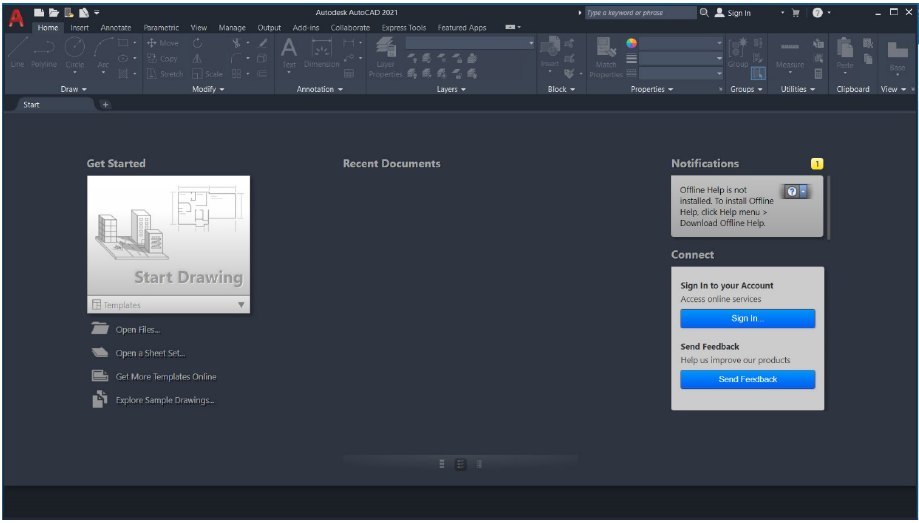 Autodesk AutoCAD 2021
Type a keyword or phrase
Sign In
Home Insert Annotate Parametric View Manage Output Add-ins Collaborate Express Tools Featured Apps
Line Polyline Circle Arc
Move
Copy
Stretch
Scale
Text Dimension
Layer
Properties
Insert
Match
Properties
Group
Measure
Paste
Base
Draw Modify Annotation Layers Block Properties Groups Utilities Clipboard View
Start
Get Started
Start Drawing
Templates
Open Files...
Open a Sheet Set...
Get More Templates Online
Explore Sample Drawings...
Recent Documents
Notifications
1
Offline Help is not
installed. To install Offline
Help, click Help menu >
Download Offline Help.
Connect
Sign In to your Account
Access online services
Sign In...
Send Feedback
Help us improve our products
Send Feedback